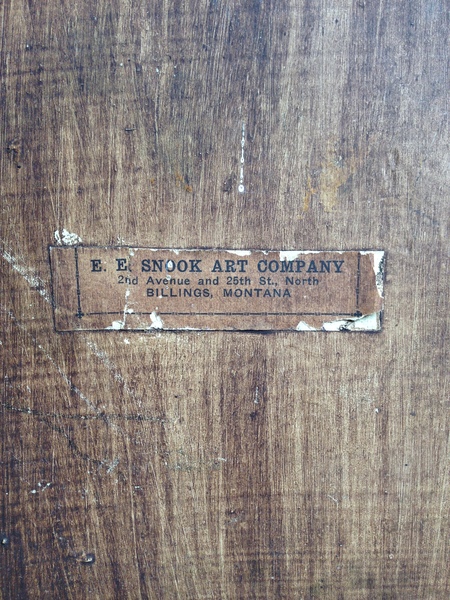 E. E. SNOOK ART COMPANY
2nd Avenue and 25th St., North
BILLINGS, MONTANA